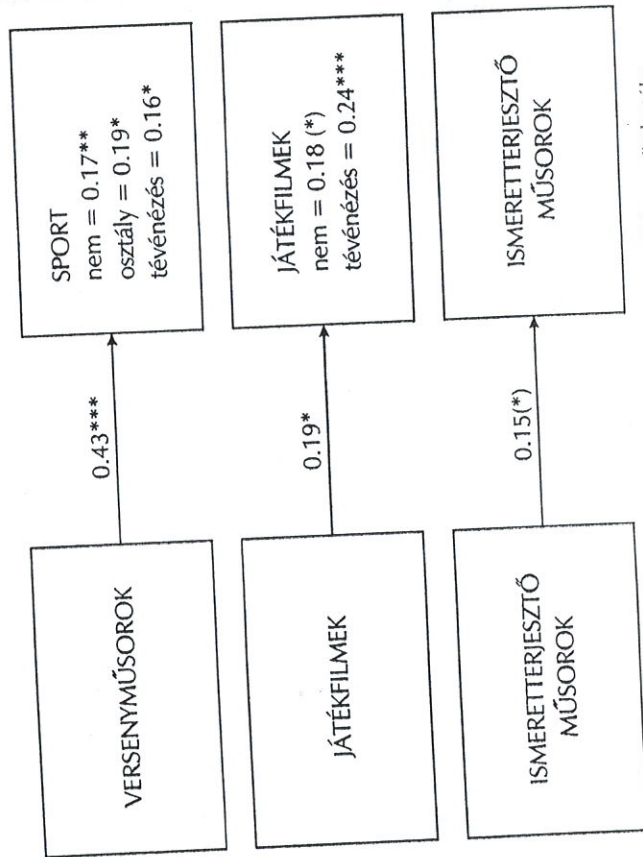 VERSENYMŰSOROK
0.43***
SPORT
nem = 0.17**
osztály = 0.19*
tévénézés = 0.16*
JÁTÉKFILMEK
0.19*
JÁTÉKFILMEK
nem = 0.18 (*)
tévénézés = 0.24***
ISMERETTERJESZTŐ
MŰSOROK
0.15(*)
ISMERETTERJESZTŐ
MŰSOROK